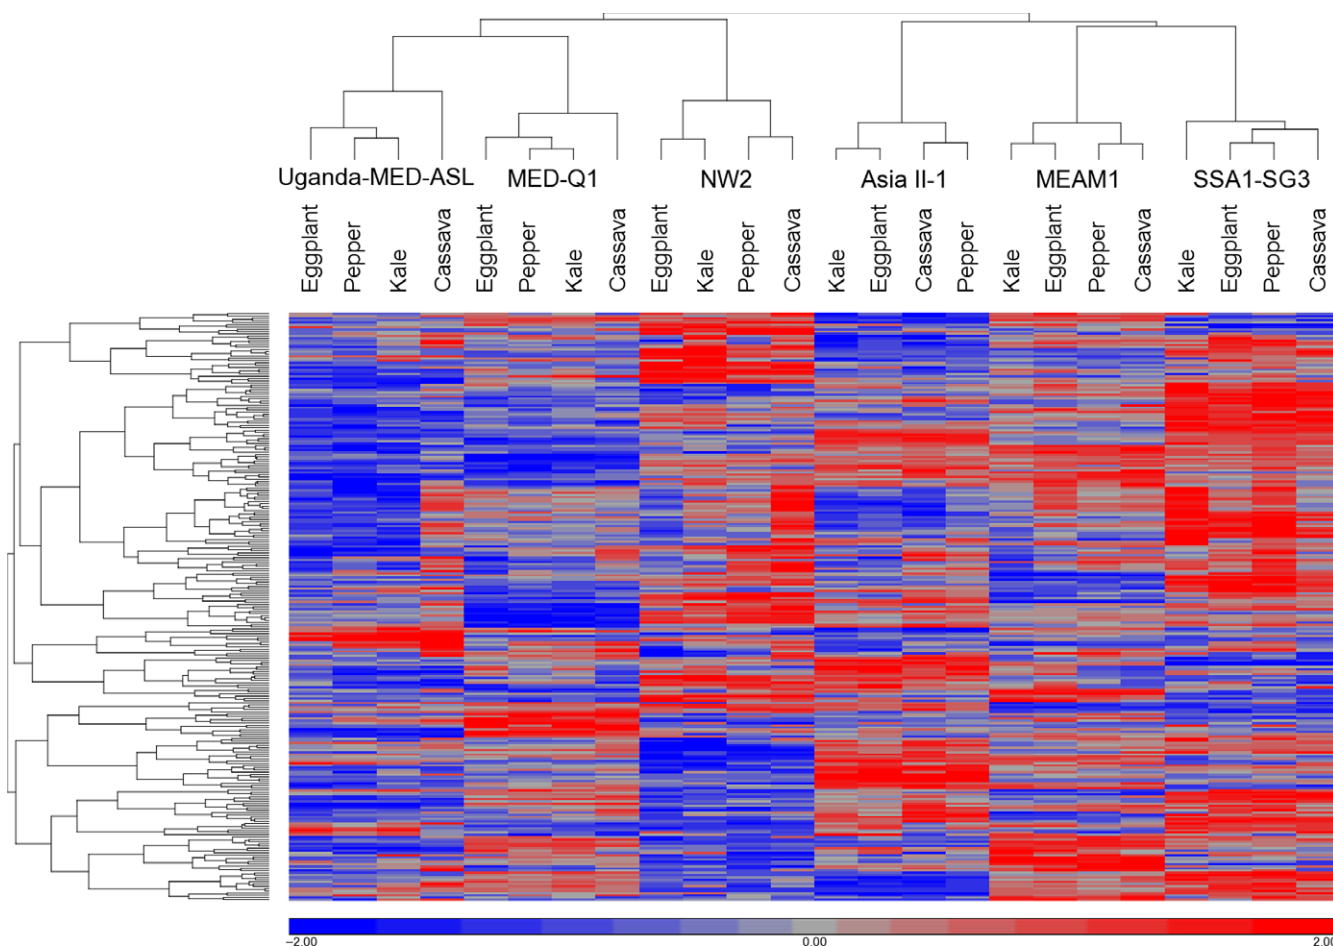 Uganda-MED-ASL MED-Q1 NW2 Asia II-1 MEAM1 SSA1-SG3
Eggplant Pepper Kale Cassava Eggplant Pepper Kale Cassava Eggplant Kale Pepper Cassava Kale Eggplant Cassava Pepper Kale Eggplant Pepper Cassava Kale Eggplant Pepper Cassava
-2.00 0.00 2.00